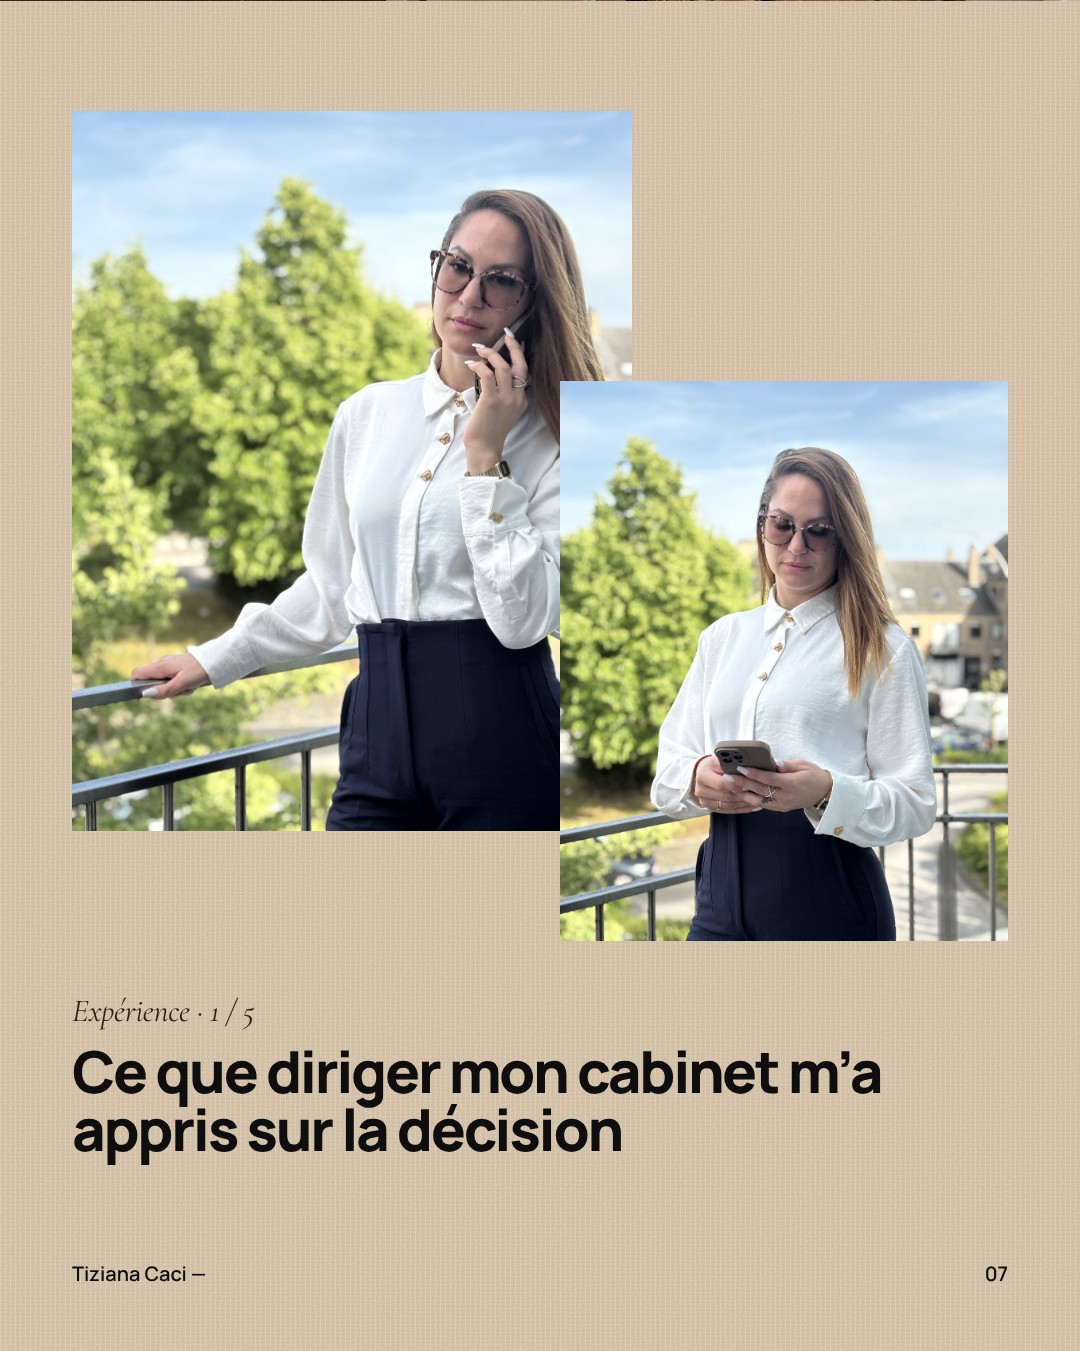 Expérience · 1 / 5
Ce que diriger mon cabinet m’a
appris sur la décision
Tiziana Caci —
07